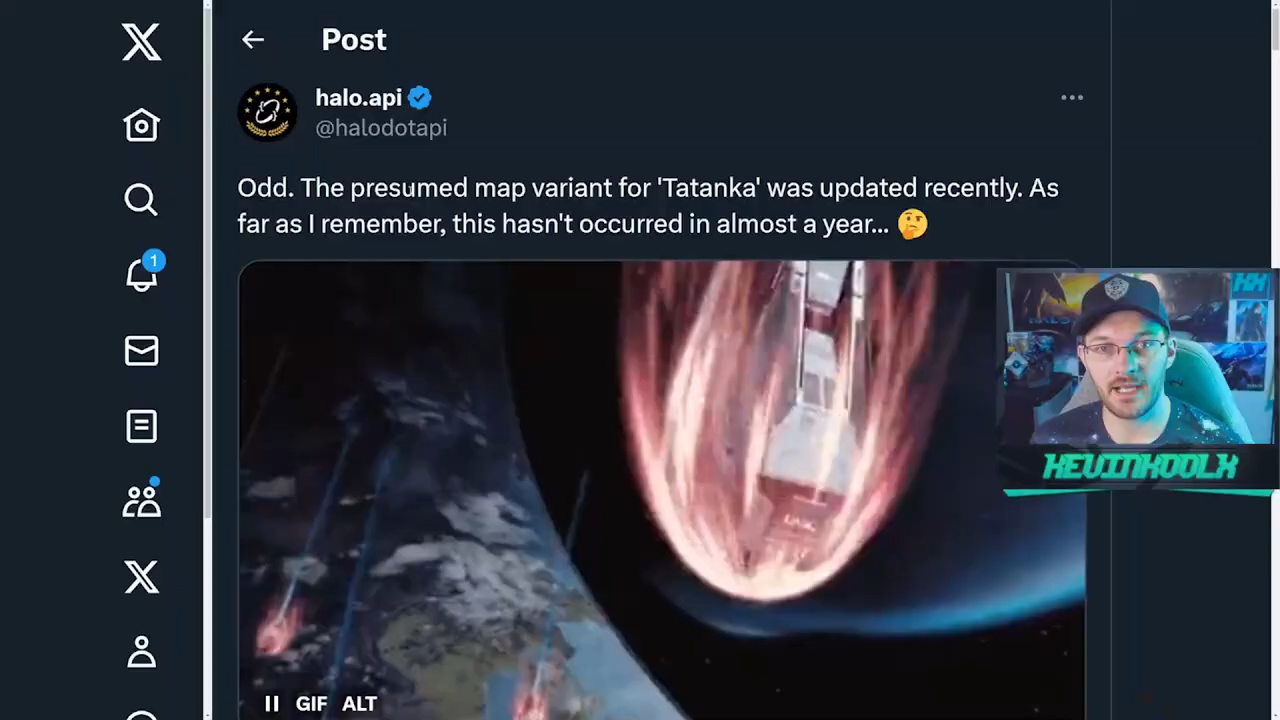 Post
halo.api
@halodotapi
Odd. The presumed map variant for 'Tatanka' was updated recently. As
far as I remember, this hasn't occurred in almost a year... 🤔
1
KEVINKOOLX
GIF ALT